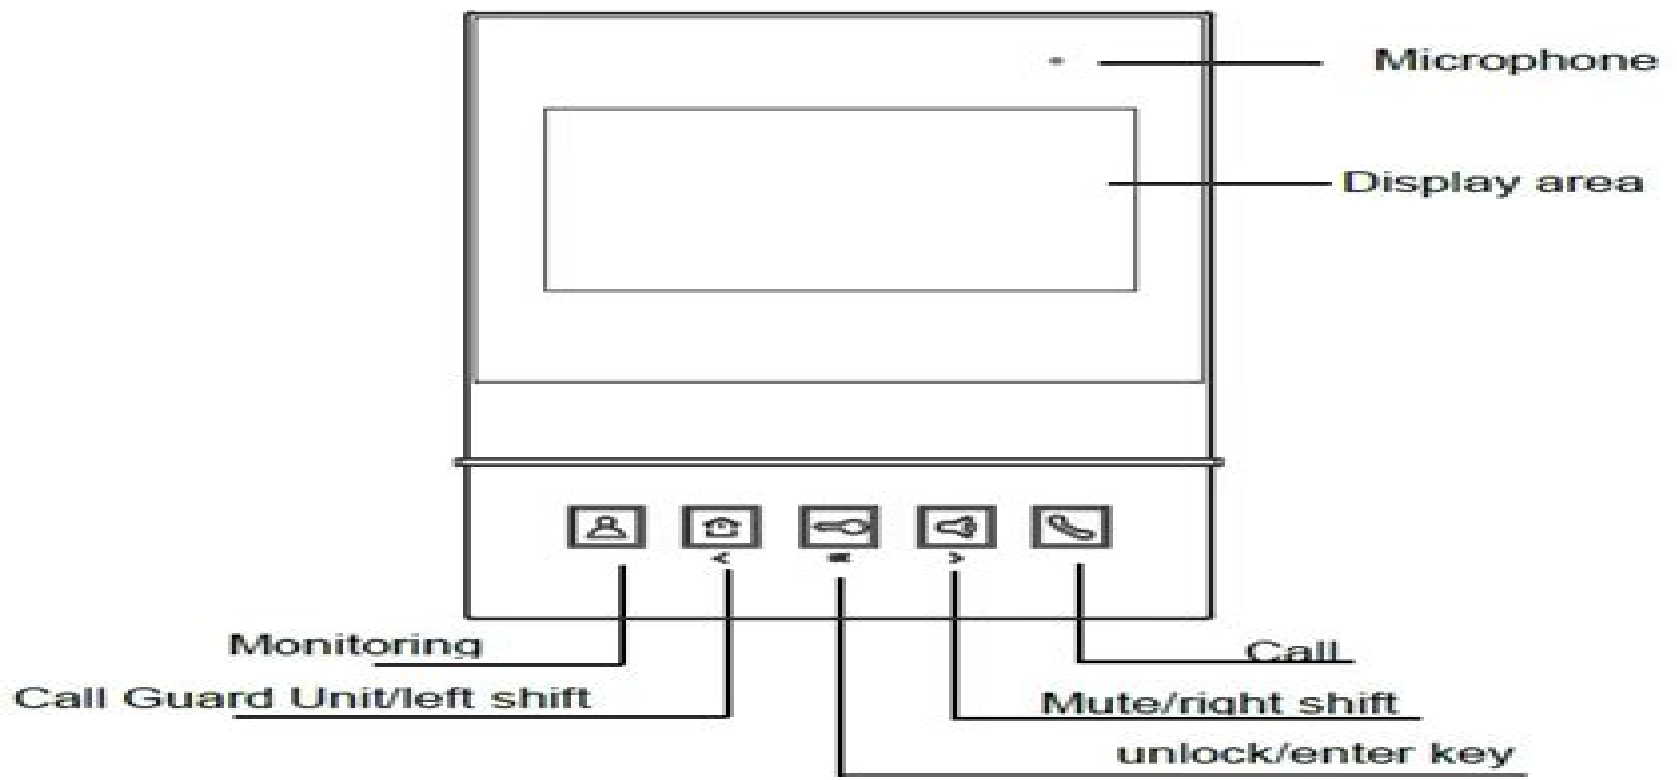 Microphone
Display area
<
>
Monitoring
Call
Call Guard Unit/left shift
Mute/right shift
unlock/enter key